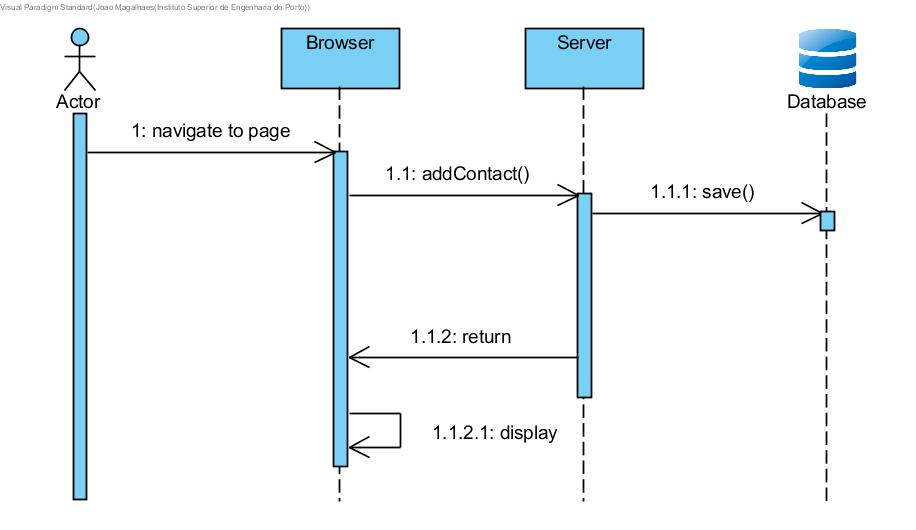 Visual Paradigm Standard(Joao Magalhaes(Instituto Superior de Engenharia do Porto))
Browser
Server
Actor
Database
1: navigate to page
1.1: addContact()
1.1.1: save()
1.1.2: return
1.1.2.1: display